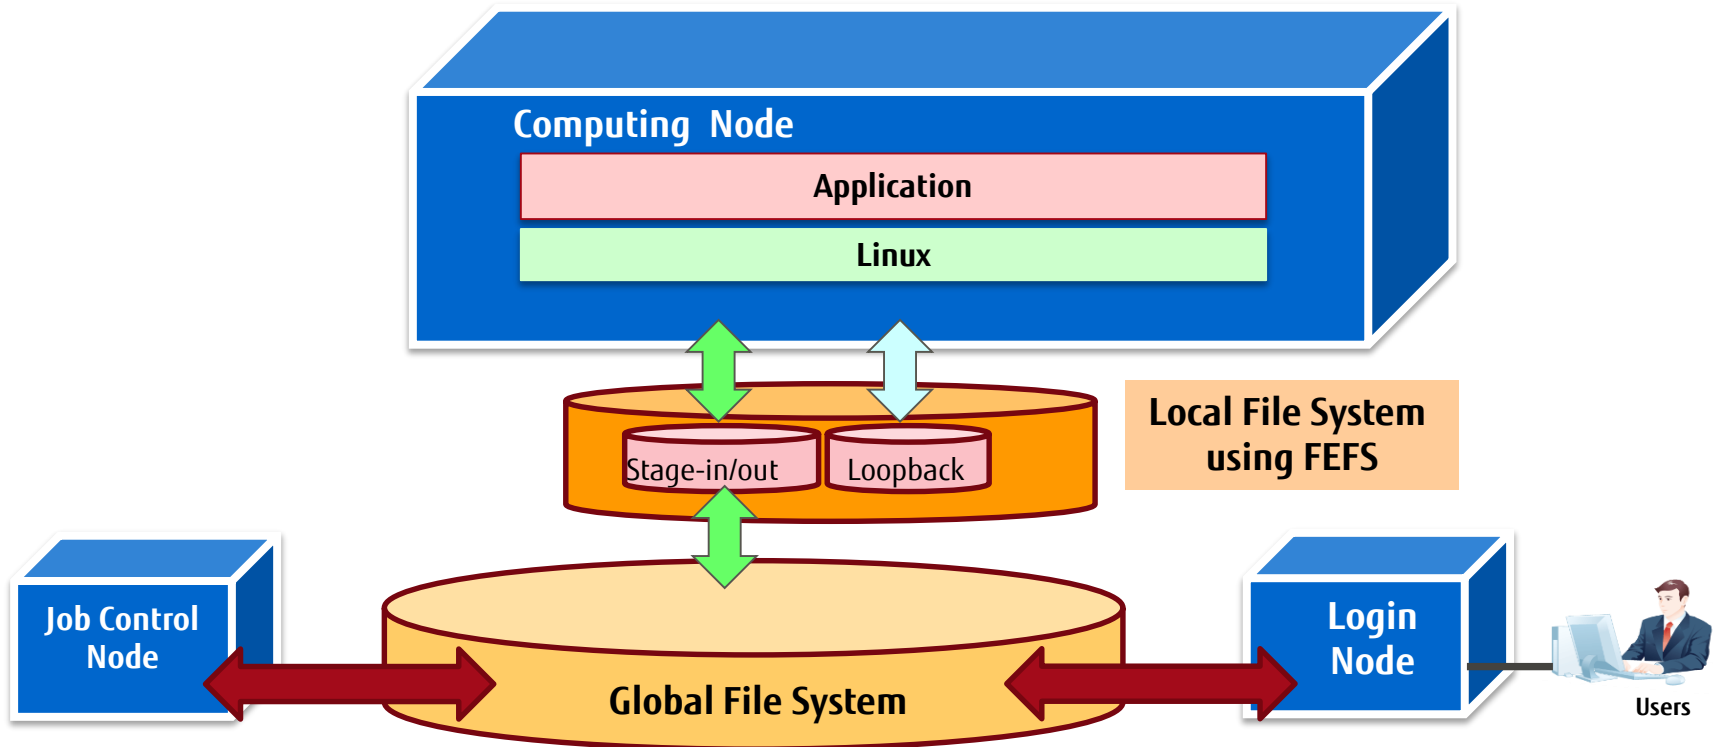 Computing Node
Application
Linux
Local File System
using FEFS
Stage-in/out
Loopback
Job Control
Node
Global File System
Login
Node
Users